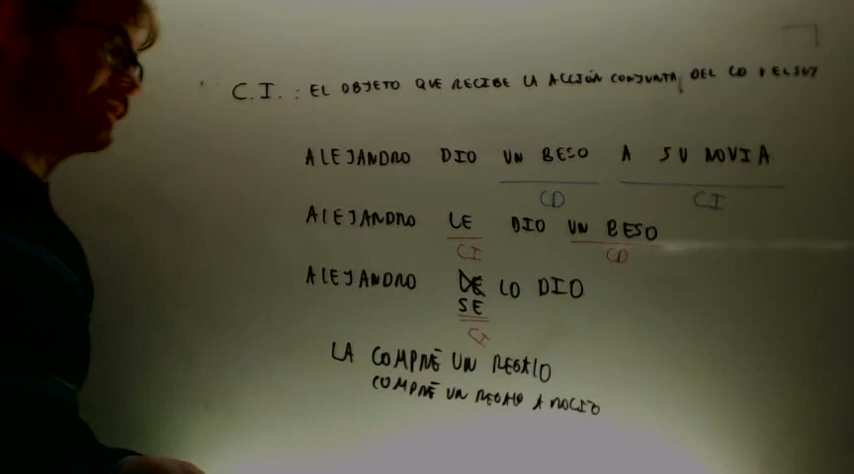 C.I. : EL OBJETO QUE RECIBE LA ACCIÓN CONJUNTA DEL CD Y EL SUJ
ALEJANDRO DIO UN BESO A SU NOVIA
CD CI
ALEJANDRO LE DIO UN BESO
CI CD
ALEJANDRO LO DIO
SE
CI
LA COMPRÉ UN REGALO
COMPRÉ UN REGALO A ROCÍO